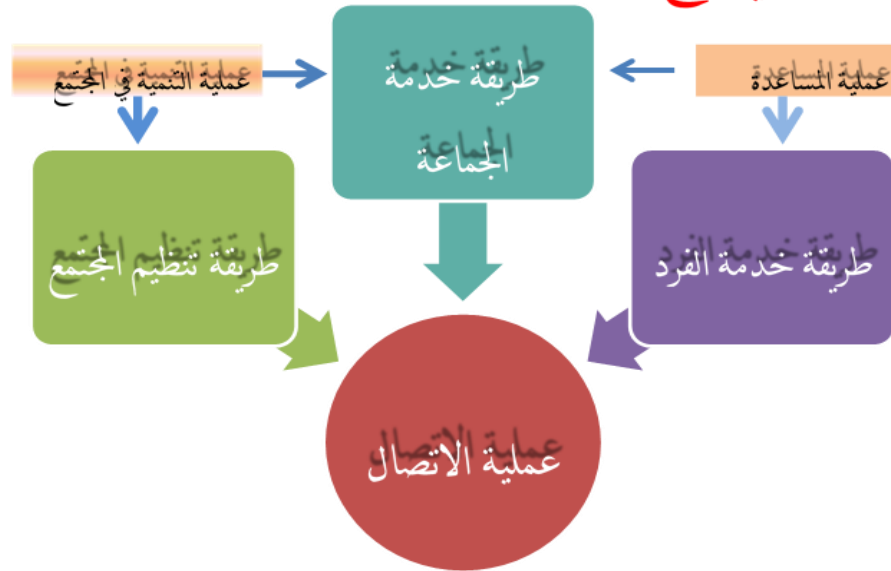 عملية المساعدة
طريقة خدمة
الجماعة
عملية التنمية في المجتمع
طريقة خدمة الفرد
طريقة تنظيم المجتمع
عملية الاتصال